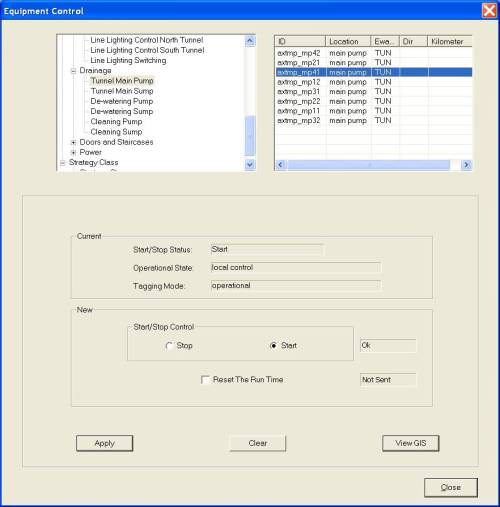 Equipment Control
Line Lighting Control North Tunnel
Line Lighting Control South Tunnel
Line Lighting Switching
Drainage
Tunnel Main Pump
Tunnel Main Sump
De-watering Pump
De-watering Sump
Cleaning Pump
Cleaning Sump
Doors and Staircases
Power
Strategy Class
ID Location Ewa... Dir Kilometer
axtmp_mp42 main pump TUN
axtmp_mp21 main pump TUN
axtmp_mp41 main pump TUN
axtmp_mp12 main pump TUN
axtmp_mp31 main pump TUN
axtmp_mp22 main pump TUN
axtmp_mp11 main pump TUN
axtmp_mp32 main pump TUN
Current
Start/Stop Status: Start
Operational State: local control
Tagging Mode: operational
New
Start/Stop Control
Stop Start Ok
Reset The Run Time Not Sent
Apply Clear View GIS
Close